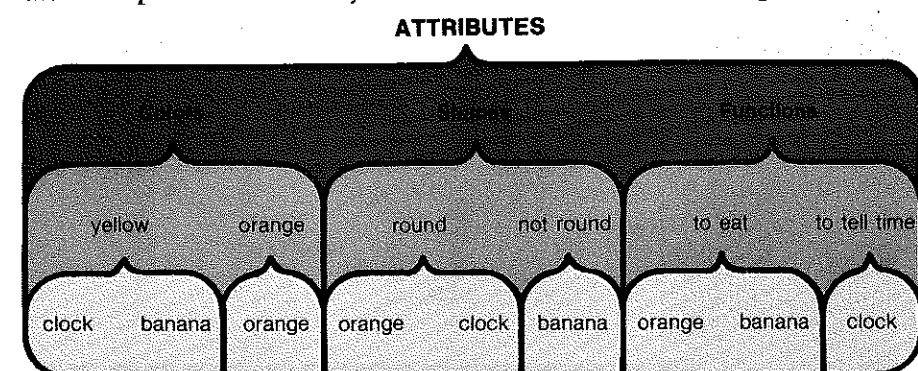 ATTRIBUTES
Colors Shapes Functions
yellow orange round not round to eat to tell time
clock banana orange orange clock banana orange banana clock